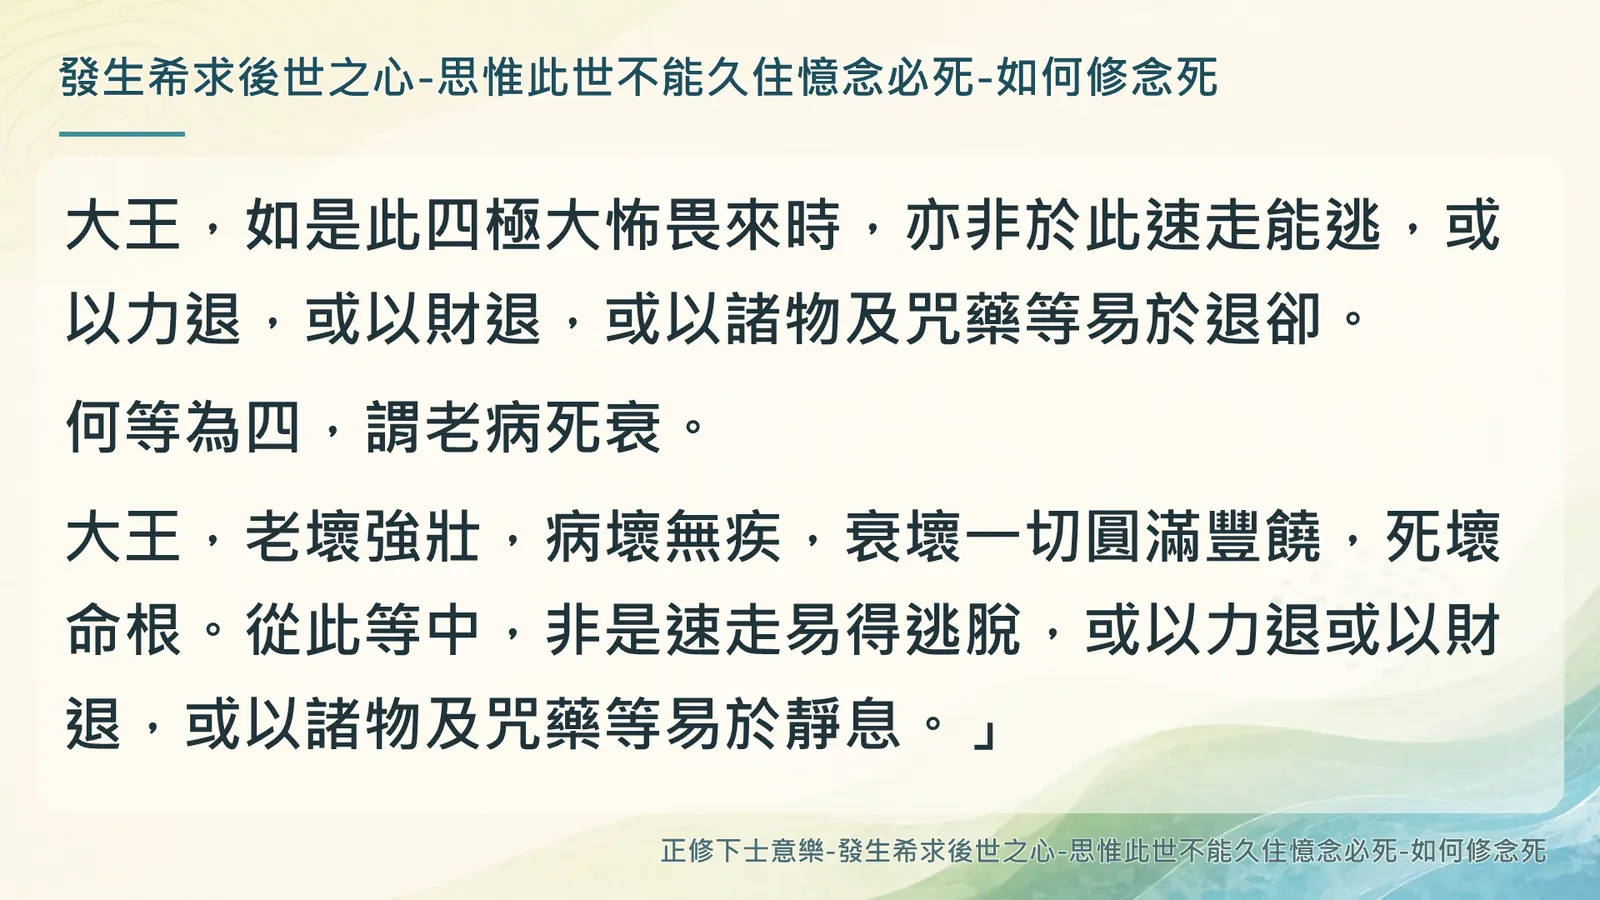 發生希求後世之心-思惟此世不能久住憶念必死-如何修念死
大王，如是此四極大怖畏來時，亦非於此速走能逃，或
以力退，或以財退，或以諸物及咒藥等易於退卻。
何等為四，謂老病死衰。
大王，老壞強壯，病壞無疾，衰壞一切圓滿豐饒，死壞
命根。從此等中，非是速走易得逃脫，或以力退或以財
退，或以諸物及咒藥等易於靜息。」
正修下士意樂-發生希求後世之心-思惟此世不能久住憶念必死-如何修念死